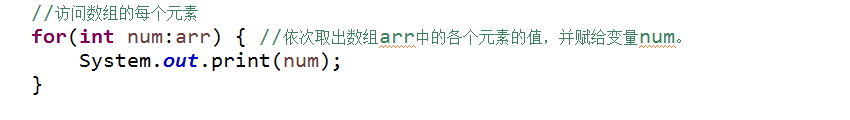 //访问数组的每个元素
for(int num:arr) { //依次取出数组arr中的各个元素的值，并赋给变量num。
    System.out.print(num);
}